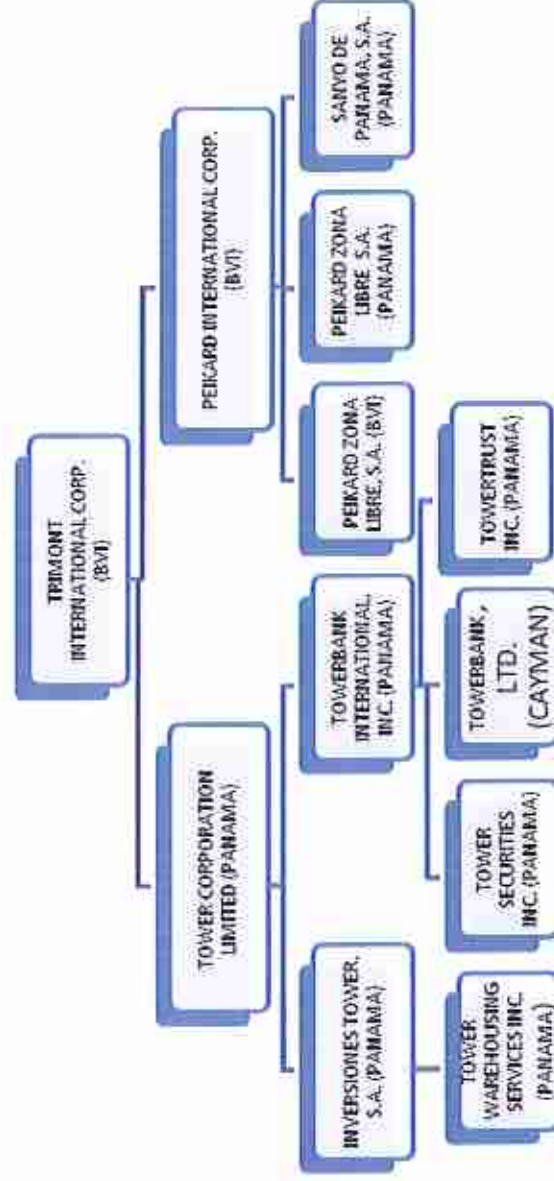 TRIMONT
INTERNATIONAL CORP.
(BVI)
TOWER CORPORATION
LIMITED (PANAMA)
PEIKARD INTERNATIONAL CORP.
(BVI)
INVERSIONES TOWER,
S.A. (PANAMA)
TOWERBANK
INTERNATIONAL,
INC. (PANAMA)
PEIKARD ZONA
LIBRE, S.A. (BVI)
PEIKARD ZONA
LIBRE S.A.
(PANAMA)
SANYO DE
PANAMA, S.A.
(PANAMA)
TOWER
WAREHOUSING
SERVICES INC.
(PANAMA)
TOWER
SECURITIES
INC. (PANAMA)
TOWERBANK,
LTD.
(CAYMAN)
TOWERTRUST
INC. (PANAMA)